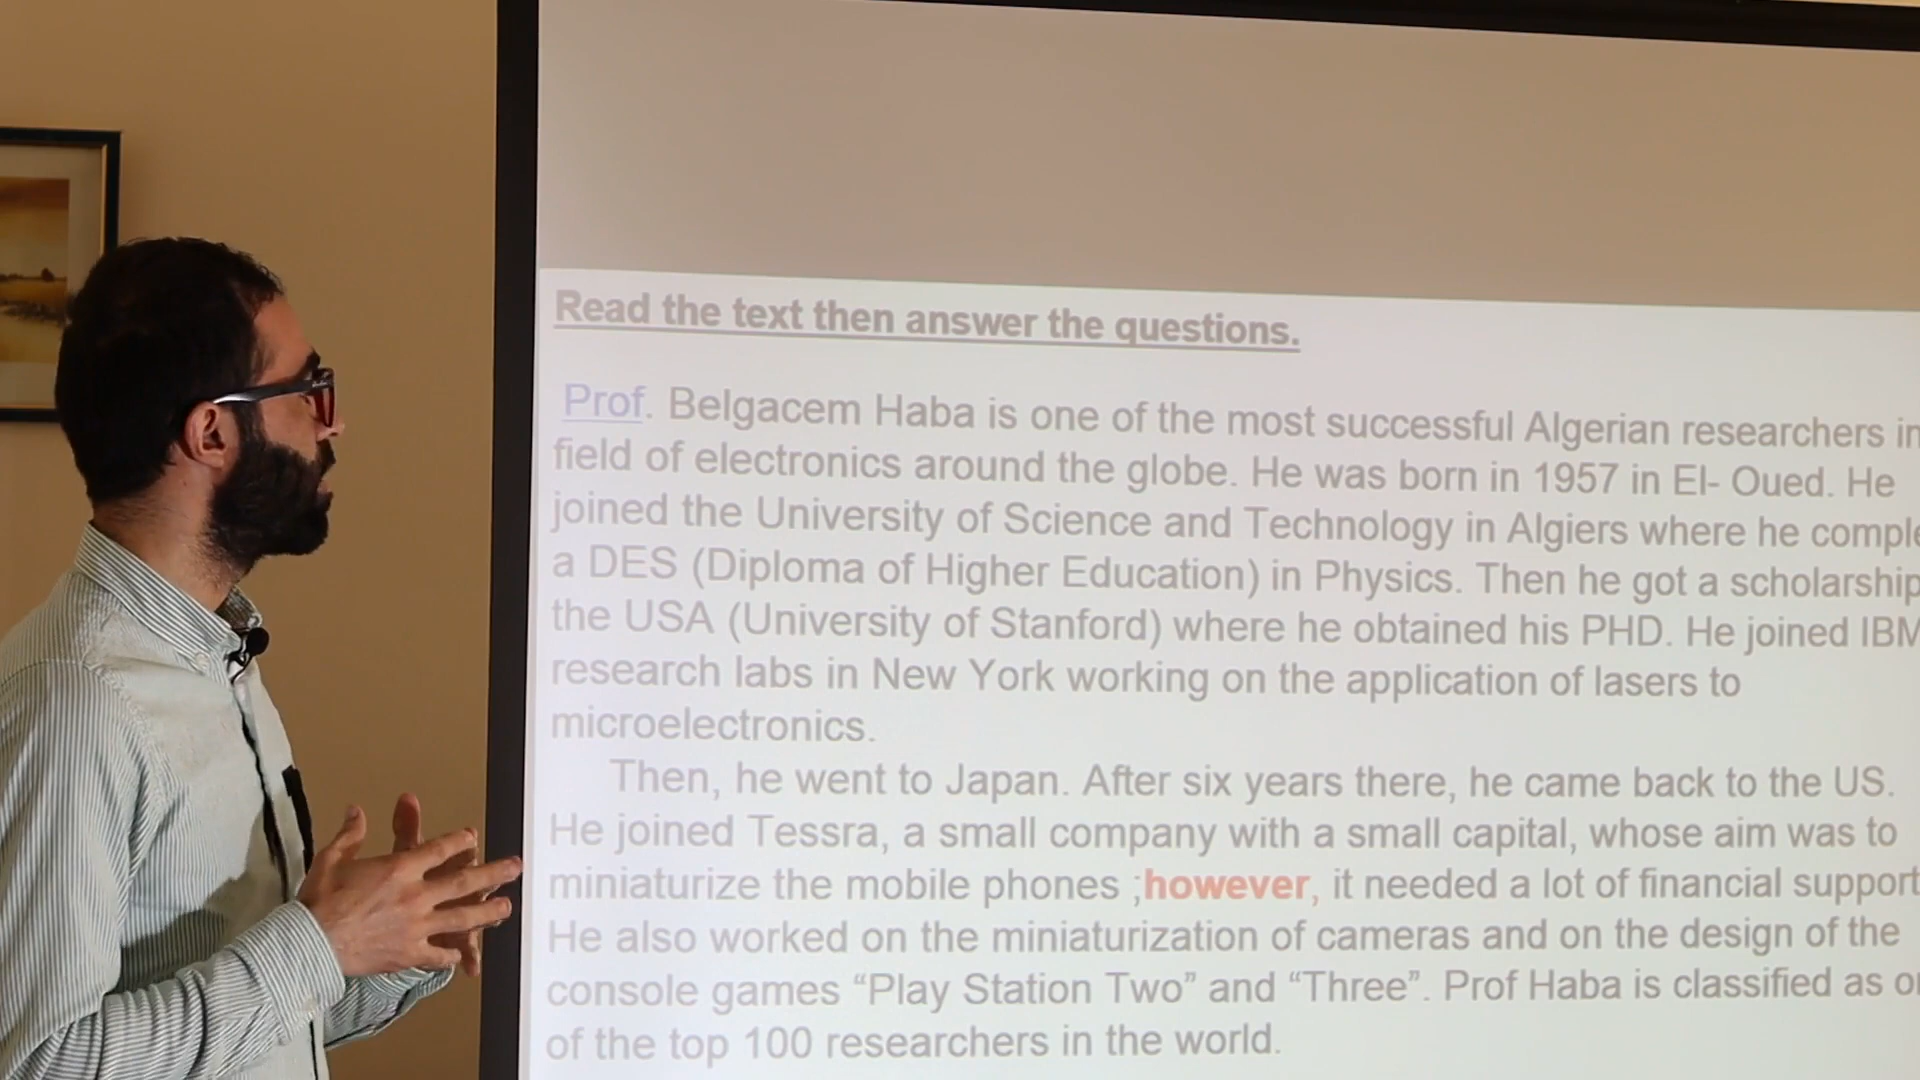 Read the text then answer the questions.
Prof. Belgacem Haba is one of the most successful Algerian researchers in
field of electronics around the globe. He was born in 1957 in El- Oued. He
joined the University of Science and Technology in Algiers where he comple
a DES (Diploma of Higher Education) in Physics. Then he got a scholarship
the USA (University of Stanford) where he obtained his PHD. He joined IBM
research labs in New York working on the application of lasers to
microelectronics.
Then, he went to Japan. After six years there, he came back to the US.
He joined Tessra, a small company with a small capital, whose aim was to
miniaturize the mobile phones ;however, it needed a lot of financial support
He also worked on the miniaturization of cameras and on the design of the
console games “Play Station Two” and “Three”. Prof Haba is classified as
of the top 100 researchers in the world.